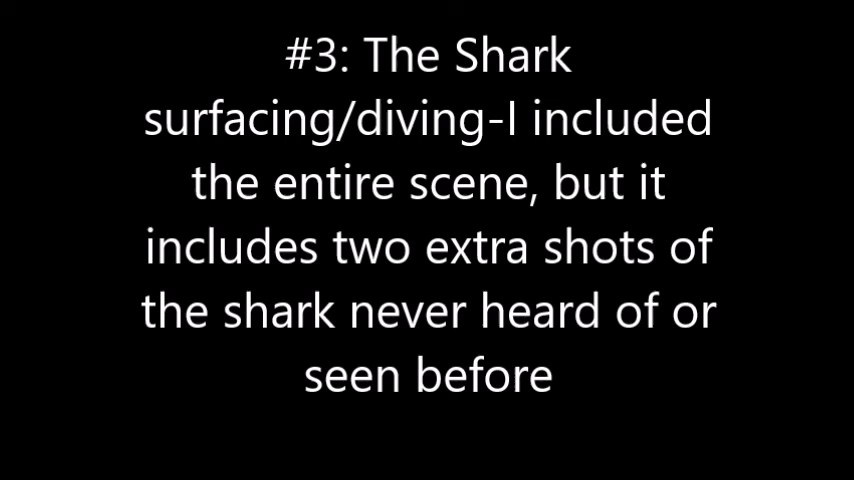 #3: The Shark
surfacing/diving-I included
the entire scene, but it
includes two extra shots of
the shark never heard of or
seen before